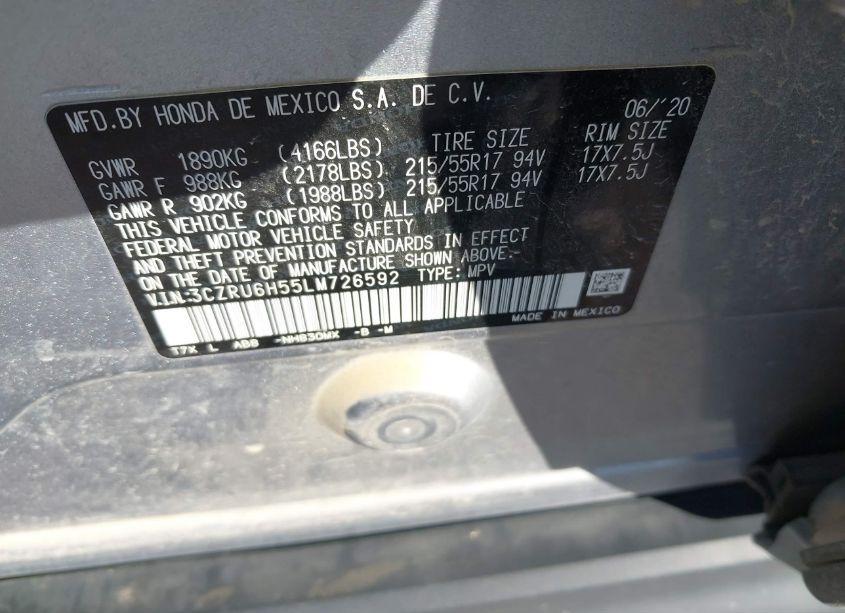 MFD.BY HONDA DE MEXICO S.A. DE C.V. 06/'20
TIRE SIZE RIM SIZE
GVWR 1890KG (4166LBS)
GAWR F 988KG (2178LBS) 215/55R17 94V 17X7.5J
GAWR R 902KG (1988LBS) 215/55R17 94V 17X7.5J
THIS VEHICLE CONFORMS TO ALL APPLICABLE
FEDERAL MOTOR VEHICLE SAFETY
AND THEFT PREVENTION STANDARDS IN EFFECT
ON THE DATE OF MANUFACTURE SHOWN ABOVE.
V.I.N.:3CZRU6H55LM726592 TYPE: MPV
MADE IN MEXICO
T7X L AB8 -NH830MX -B -M